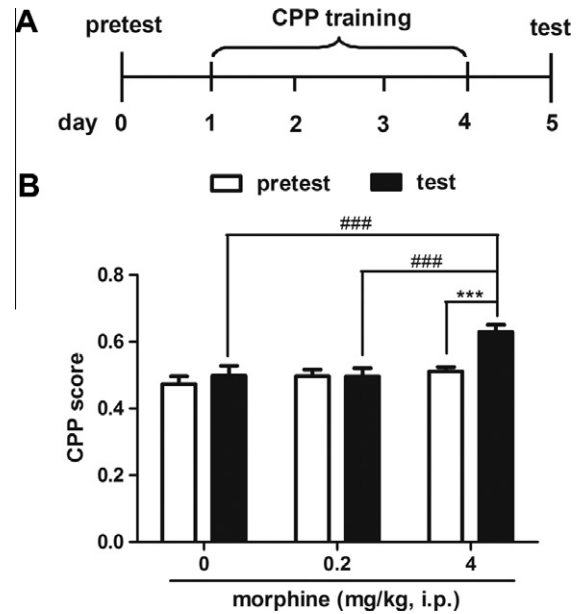 A
pretest
CPP training
test
day 0 1 2 3 4 5
B
pretest test
###
###
***
0.8
0.6
0.4
0.2
0.0
CPP score
0 0.2 4
morphine (mg/kg, i.p.)